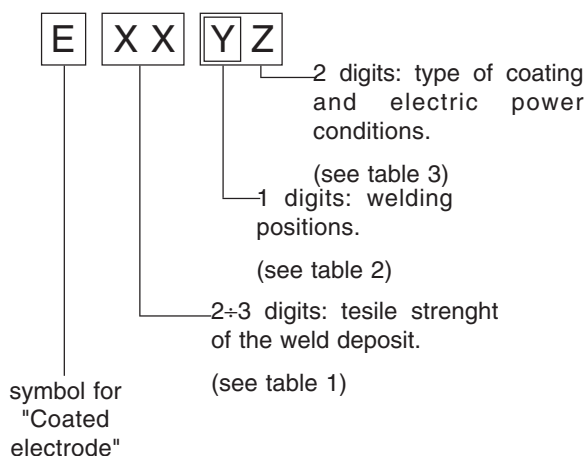 E XX YZ
2 digits: type of coating
and electric power
conditions.
(see table 3)
1 digits: welding
positions.
(see table 2)
2÷3 digits: tesile strenght
of the weld deposit.
(see table 1)
symbol for
"Coated
electrode"